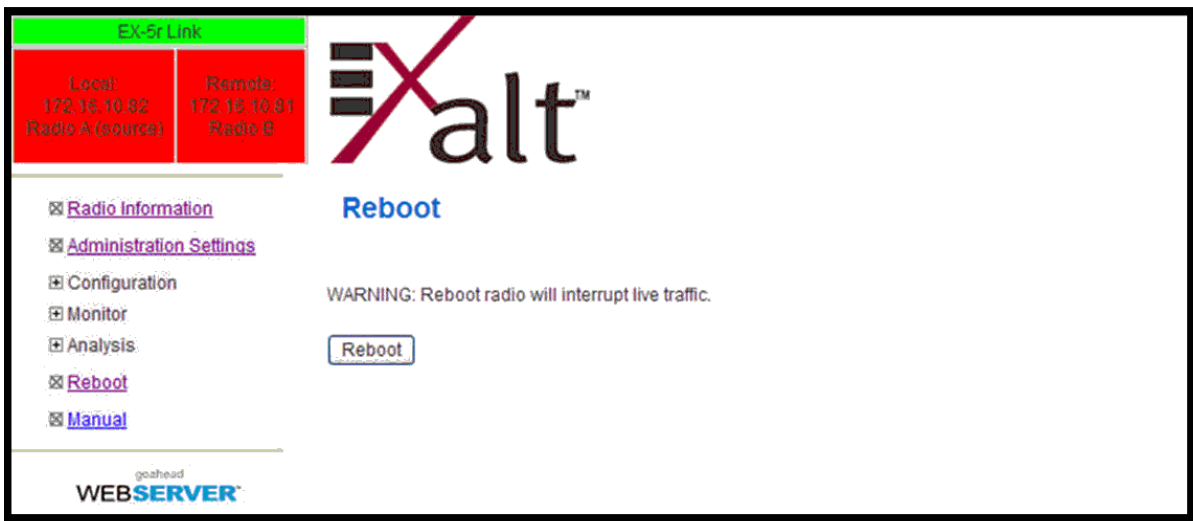 EX-5r Link
Local:
172.16.10.82
Radio A (source)
Remote:
172.16.10.81
Radio B
EXalt™
Radio Information
Administration Settings
Configuration
Monitor
Analysis
Reboot
Manual
goahead
WEBSERVER™
Reboot
WARNING: Reboot radio will interrupt live traffic.
Reboot